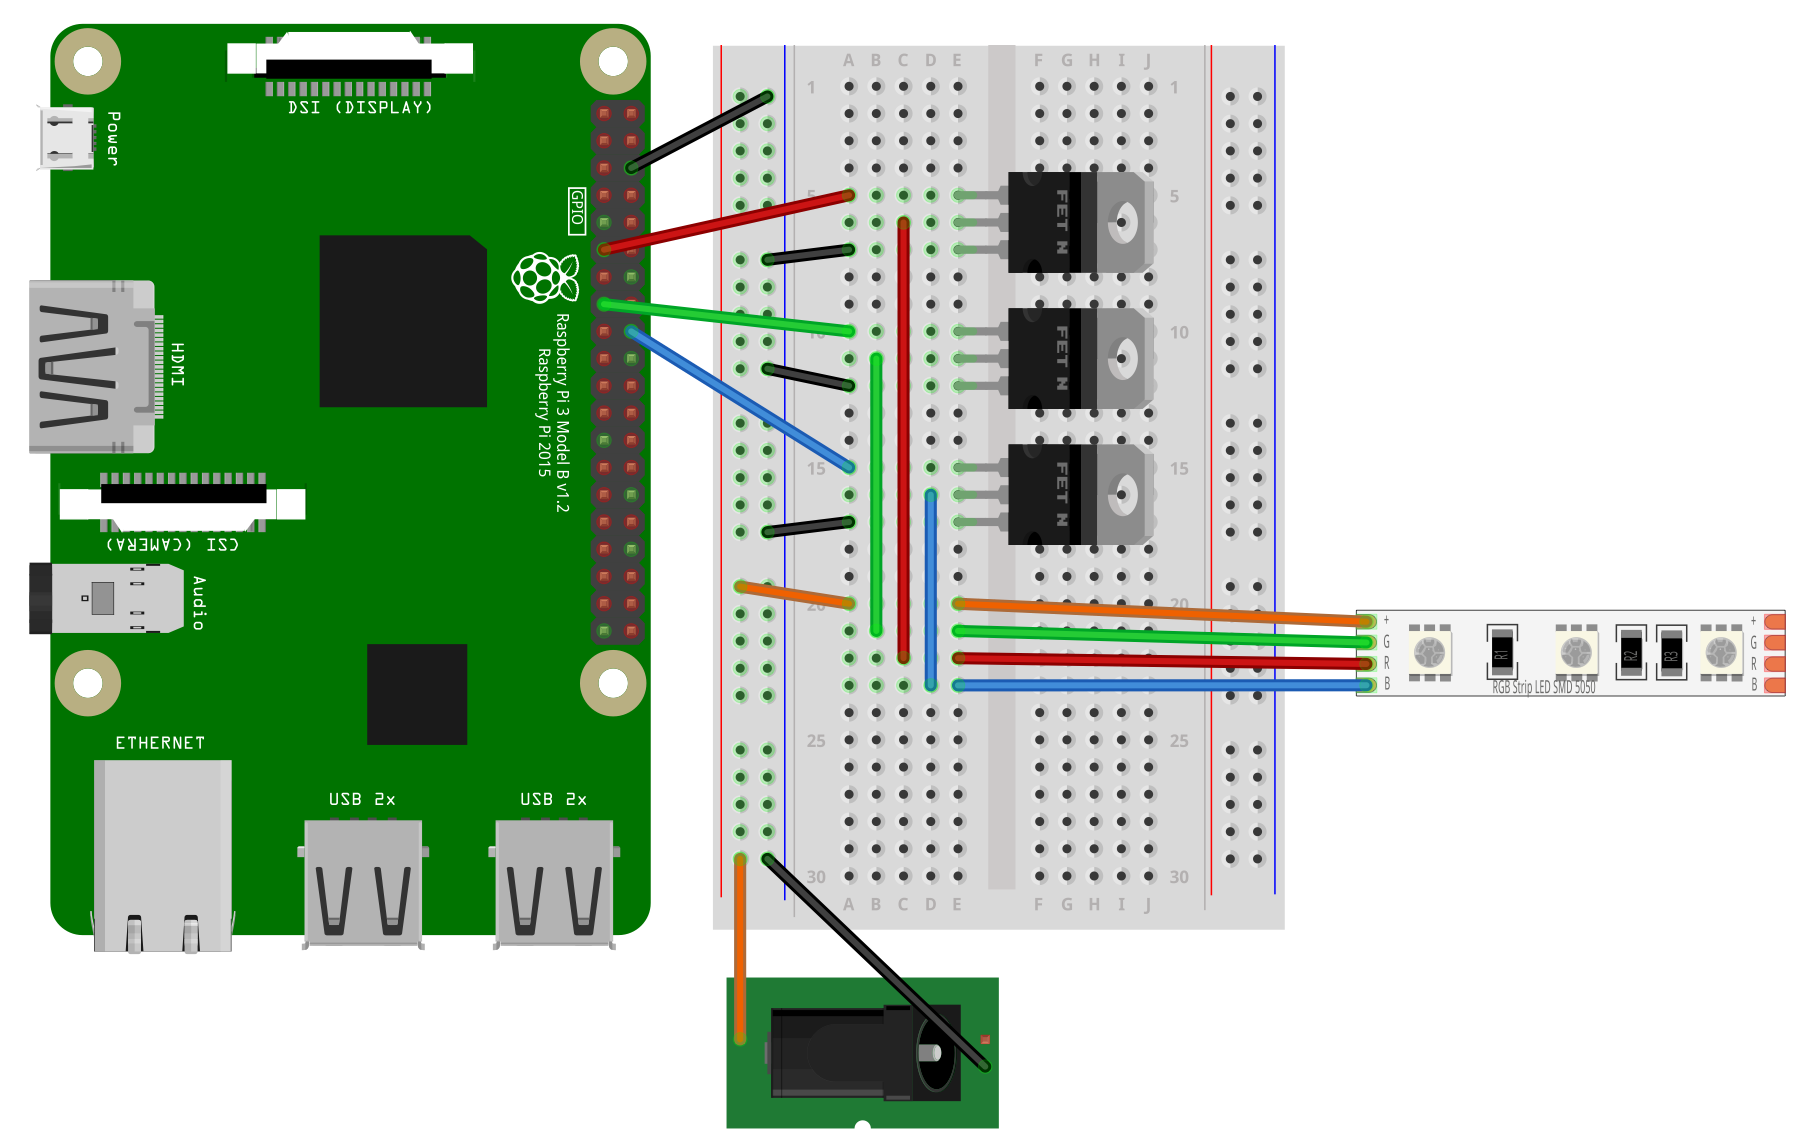 DSI (DISPLAY)
Power
GPIO
HDMI
Raspberry Pi 3 Model B v1.2
Raspberry Pi 2015
CSI (CAMERA)
Audio
ETHERNET
USB 2x
USB 2x
A B C D E F G H I J
1 1
5 5
10 10
15 15
20 20
25 25
30 30
A B C D E F G H I J
FET N
FET N
FET N
+ +
G G
R R
B B
R1
R2
R3
RGB Strip LED SMD 5050